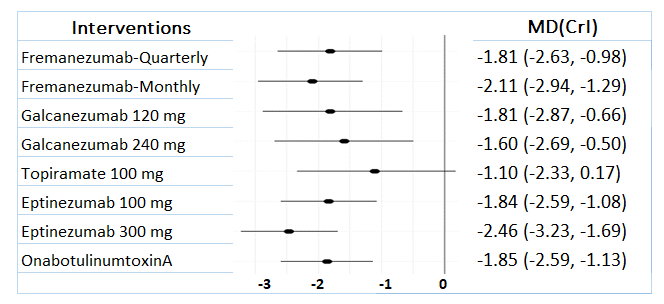 Interventions MD(CrI)
Fremanezumab-Quarterly -1.81 (-2.63, -0.98)
Fremanezumab-Monthly -2.11 (-2.94, -1.29)
Galcanezumab 120 mg -1.81 (-2.87, -0.66)
Galcanezumab 240 mg -1.60 (-2.69, -0.50)
Topiramate 100 mg -1.10 (-2.33, 0.17)
Eptinezumab 100 mg -1.84 (-2.59, -1.08)
Eptinezumab 300 mg -2.46 (-3.23, -1.69)
OnabotulinumtoxinA -1.85 (-2.59, -1.13)
-3 -2 -1 0